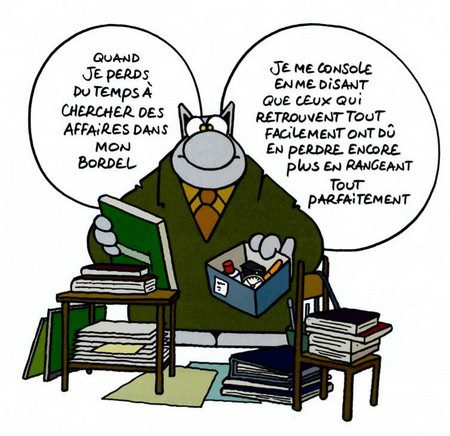 QUAND
JE PERDS
DU TEMPS À
CHERCHER DES
AFFAIRES DANS
MON
BORDEL
JE ME CONSOLE
EN ME DISANT
QUE CEUX QUI
RETROUVENT TOUT
FACILEMENT ONT DÛ
EN PERDRE ENCORE
PLUS EN RANGEANT
TOUT
PARFAITEMENT